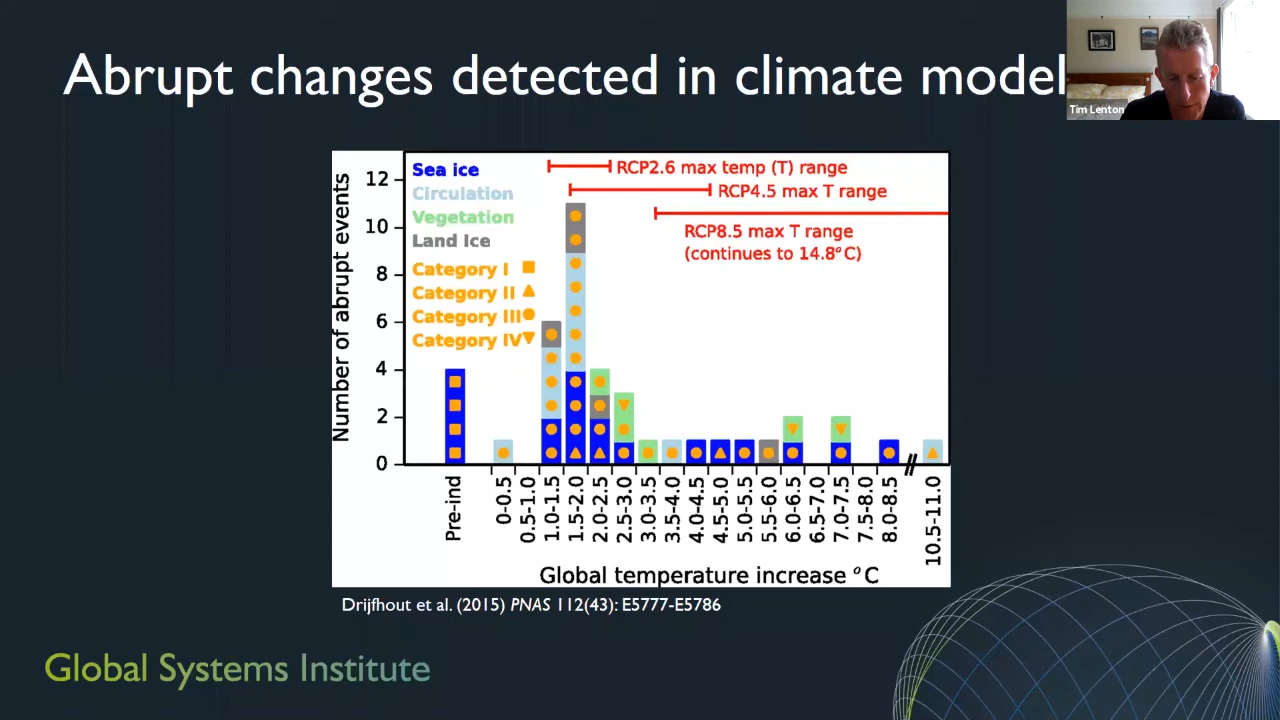 Abrupt changes detected in climate model
Tim Lenton
Number of abrupt events
12
10
8
6
4
2
0
Sea ice
Circulation
Vegetation
Land Ice
Category I
Category II
Category III
Category IV
RCP2.6 max temp (T) range
RCP4.5 max T range
RCP8.5 max T range
(continues to 14.8°C)
Pre-ind
0-0.5
0.5-1.0
1.0-1.5
1.5-2.0
2.0-2.5
2.5-3.0
3.0-3.5
3.5-4.0
4.0-4.5
4.5-5.0
5.0-5.5
5.5-6.0
6.0-6.5
6.5-7.0
7.0-7.5
7.5-8.0
8.0-8.5
10.5-11.0
Global temperature increase °C
Drijfhout et al. (2015) PNAS 112(43): E5777-E5786
Global Systems Institute